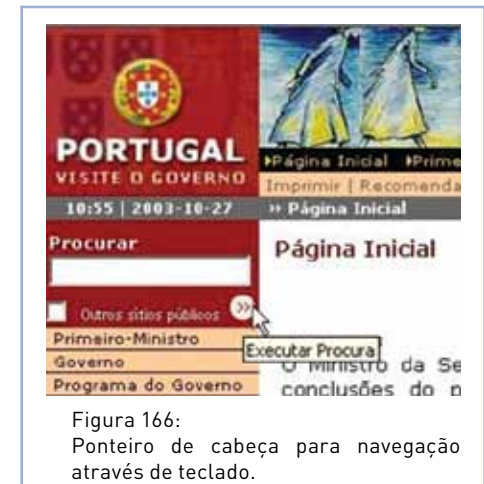 PORTUGAL
VISITE O GOVERNO
10:55 | 2003-10-27
Procurar
Outros sítios públicos
Primeiro-Ministro
Governo
Programa do Governo
Página Inicial Prime
Imprimir | Recomenda
›› Página Inicial
Página Inicial
Executar Procura
O Ministro da Se
conclusões do p
Figura 166:
Ponteiro de cabeça para navegação
através de teclado.